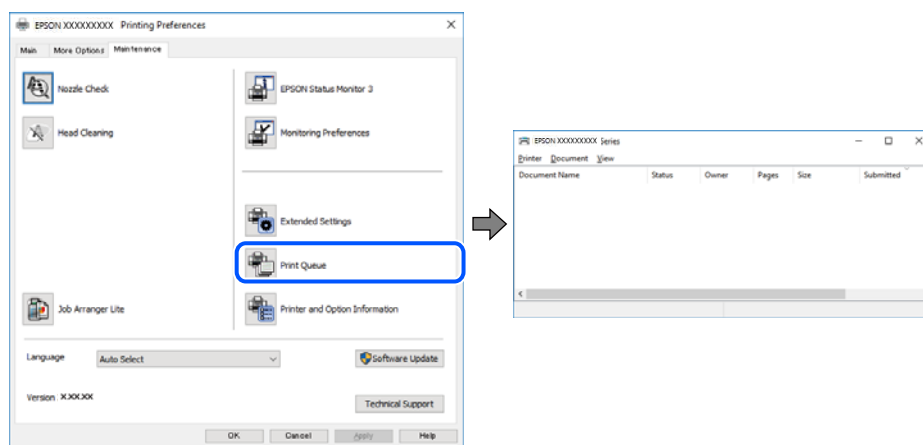 EPSON XXXXXXXXX Printing Preferences
Main More Options Maintenance
Nozzle Check
EPSON Status Monitor 3
Head Cleaning
Monitoring Preferences
Extended Settings
Print Queue
Job Arranger Lite
Printer and Option Information
Language Auto Select
Software Update
Version X.XX.XX
Technical Support
OK Cancel Apply Help
EPSON XXXXXXXXX Series
Printer Document View
Document Name Status Owner Pages Size Submitted